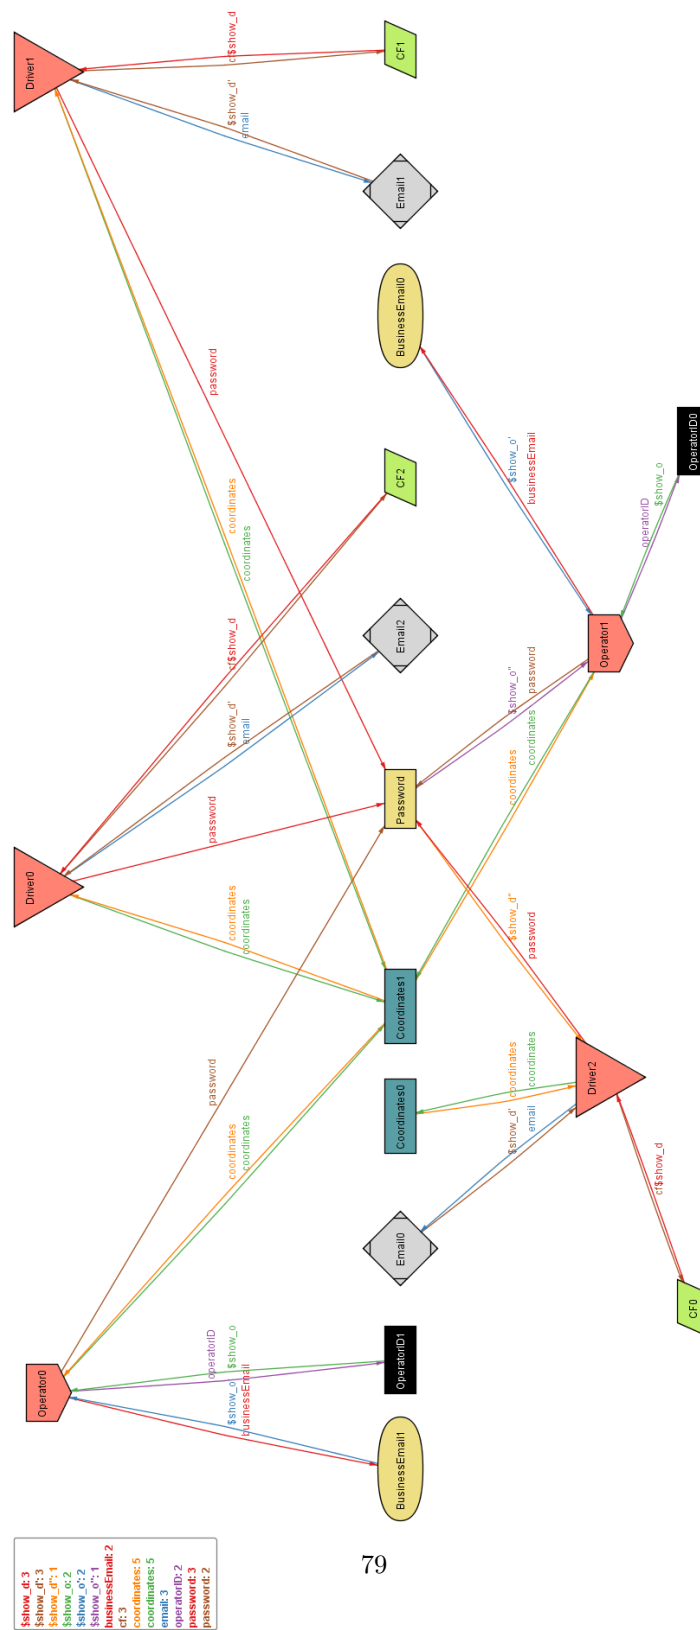 $show_d: 3
$show_d': 3
$show_d'': 1
$show_o: 2
$show_o': 2
$show_o'': 1
businessEmail: 2
cf: 3
coordinates: 5
coordinates: 5
email: 3
operatorID: 2
password: 3
password: 2
Operator0
Driver0
Driver1
password
coordinates
coordinates
operatorID
$show_o
$show_o'
businessEmail
coordinates
coordinates
password
$show_d'
email
cf$show_d
coordinates
coordinates
password
$show_d'
email
cf$show_d
BusinessEmail1
OperatorID1
Email0
Coordinates0
Coordinates1
Password
Email2
CF2
BusinessEmail0
Email1
CF1
$show_d'
email
coordinates
coordinates
$show_d''
password
coordinates
coordinates
$show_o''
password
$show_o'
businessEmail
Driver2
Operator1
cf$show_d
operatorID
$show_o
CF0
OperatorID0
79